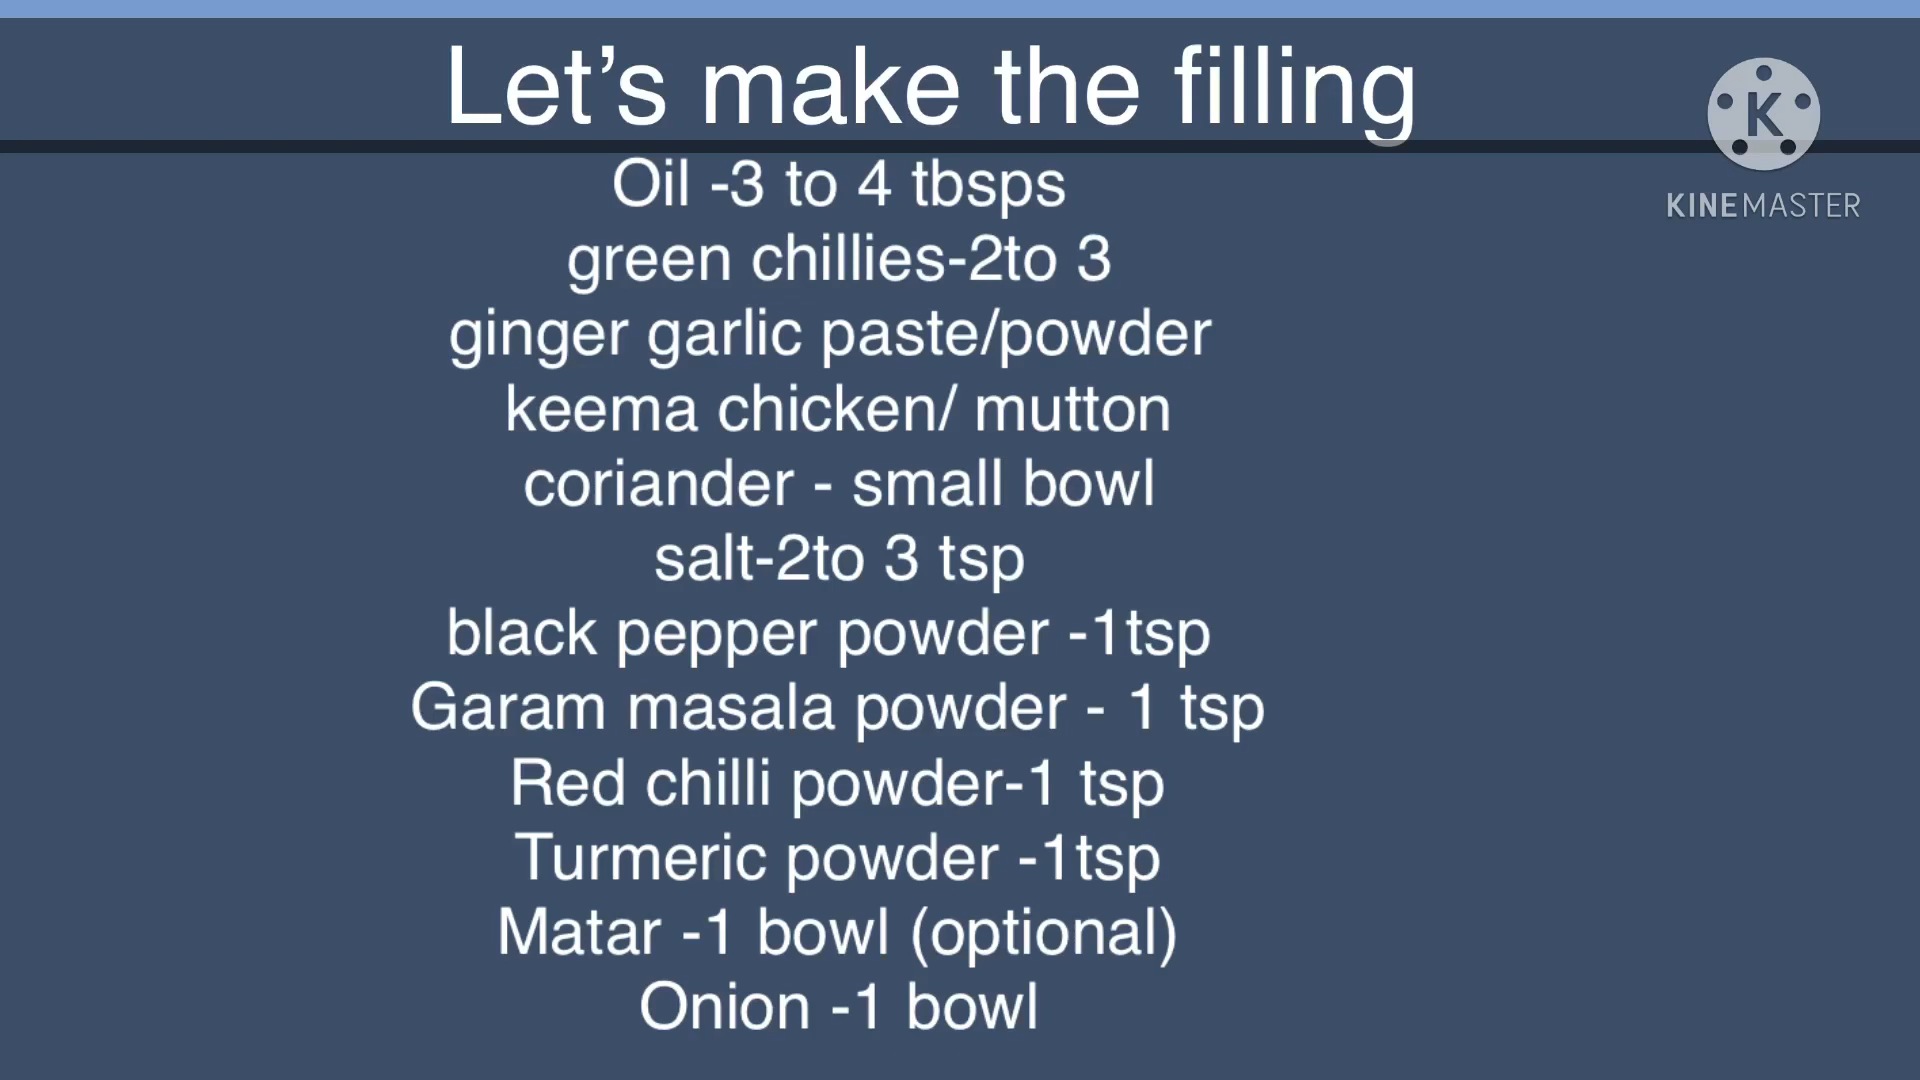 Let’s make the filling
K
KINEMASTER
Oil -3 to 4 tbsps
green chillies-2to 3
ginger garlic paste/powder
keema chicken/ mutton
coriander - small bowl
salt-2to 3 tsp
black pepper powder -1tsp
Garam masala powder - 1 tsp
Red chilli powder-1 tsp
Turmeric powder -1tsp
Matar -1 bowl (optional)
Onion -1 bowl